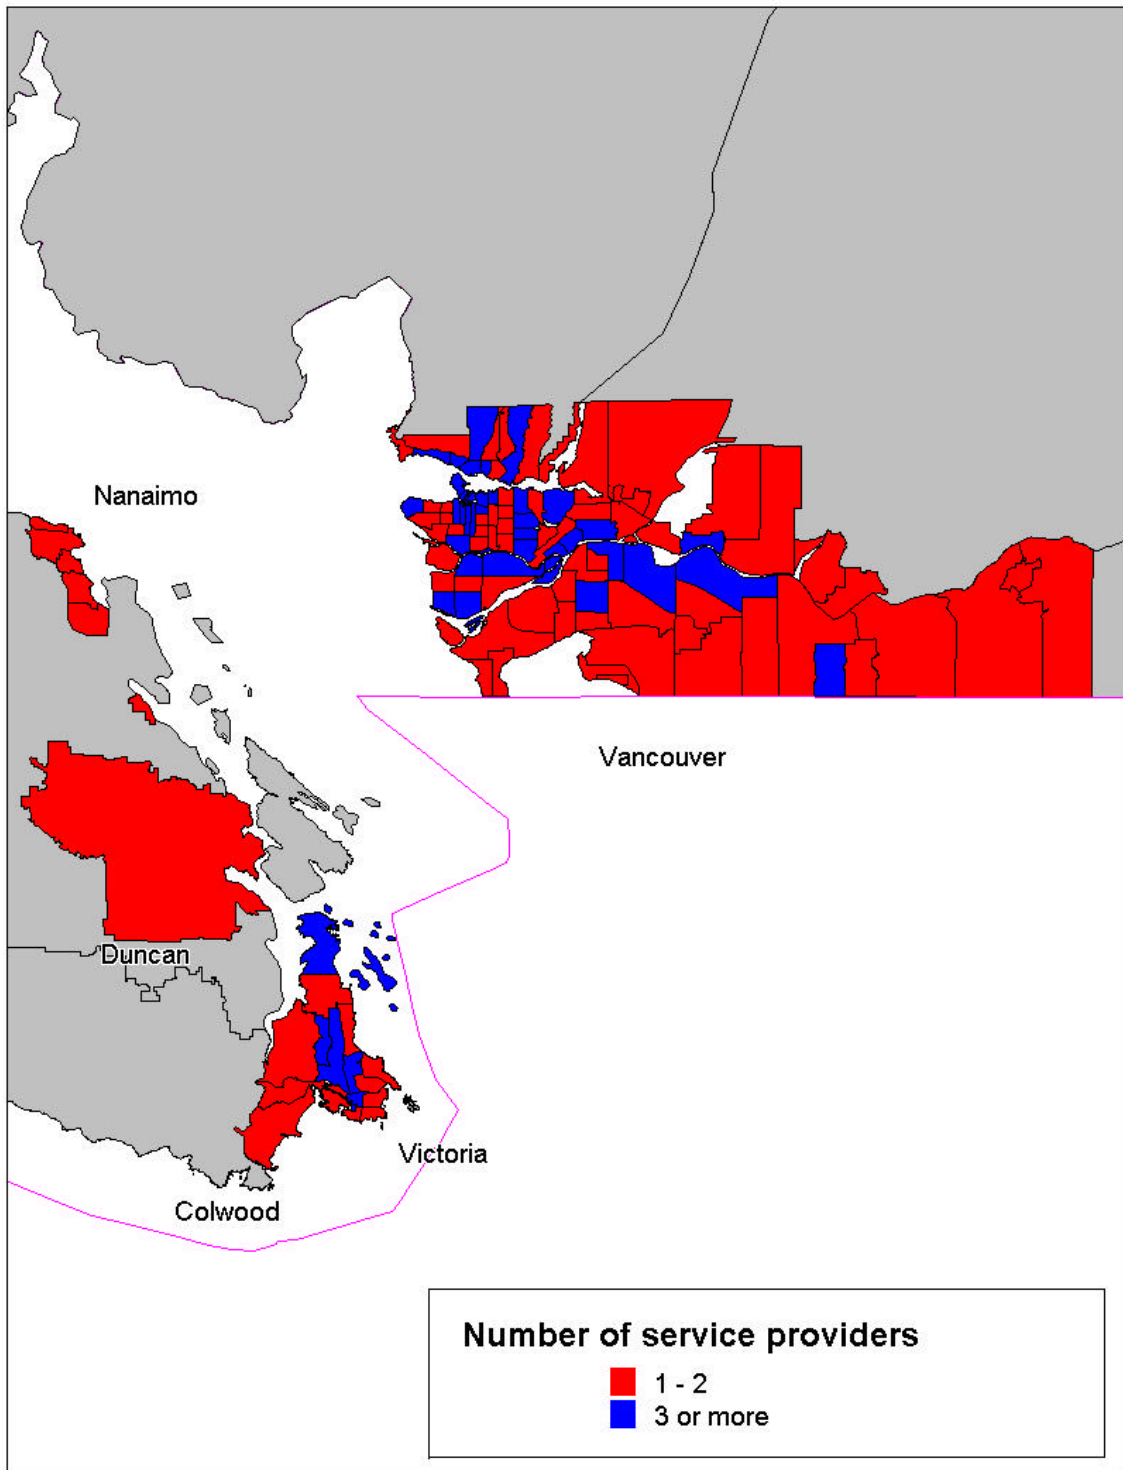 Nanaimo
Vancouver
Duncan
Victoria
Colwood
Number of service providers
1 - 2
3 or more